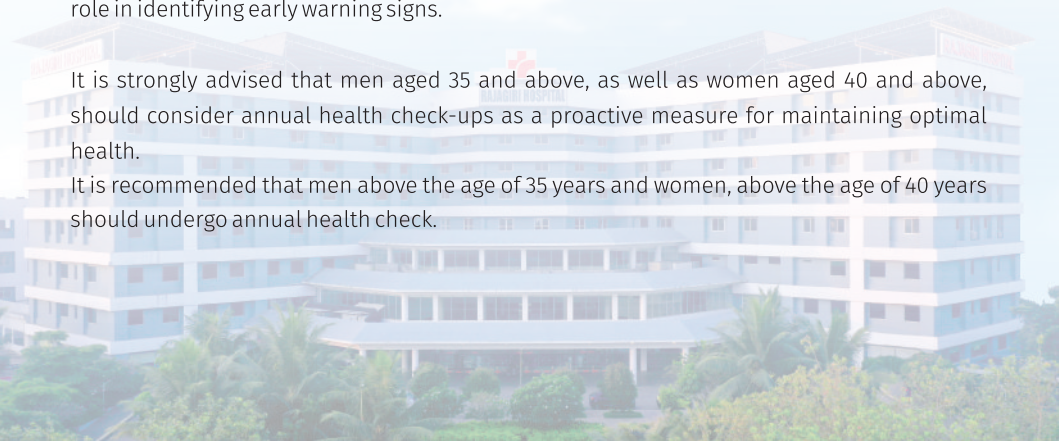 role in identifying early warning signs.
It is strongly advised that men aged 35 and above, as well as women aged 40 and above,
should consider annual health check-ups as a proactive measure for maintaining optimal
health.
It is recommended that men above the age of 35 years and women, above the age of 40 years
should undergo annual health check.
RAJAGIRI HOSPITAL